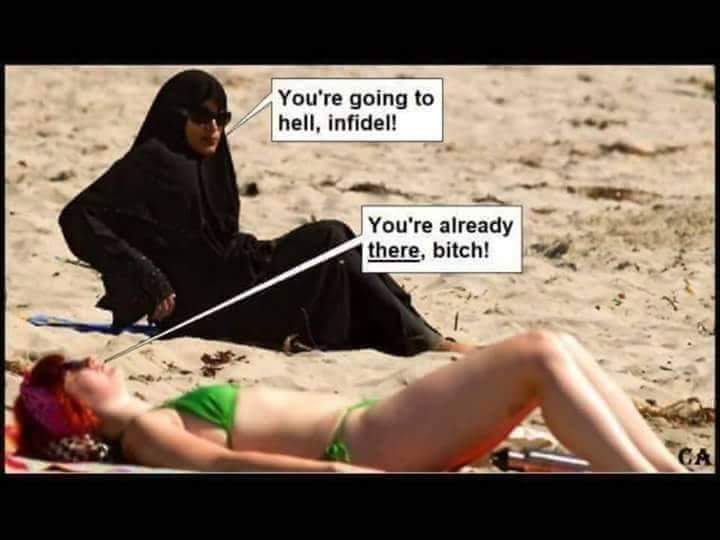 You're going to
hell, infidel!
You're already
there, bitch!
CA